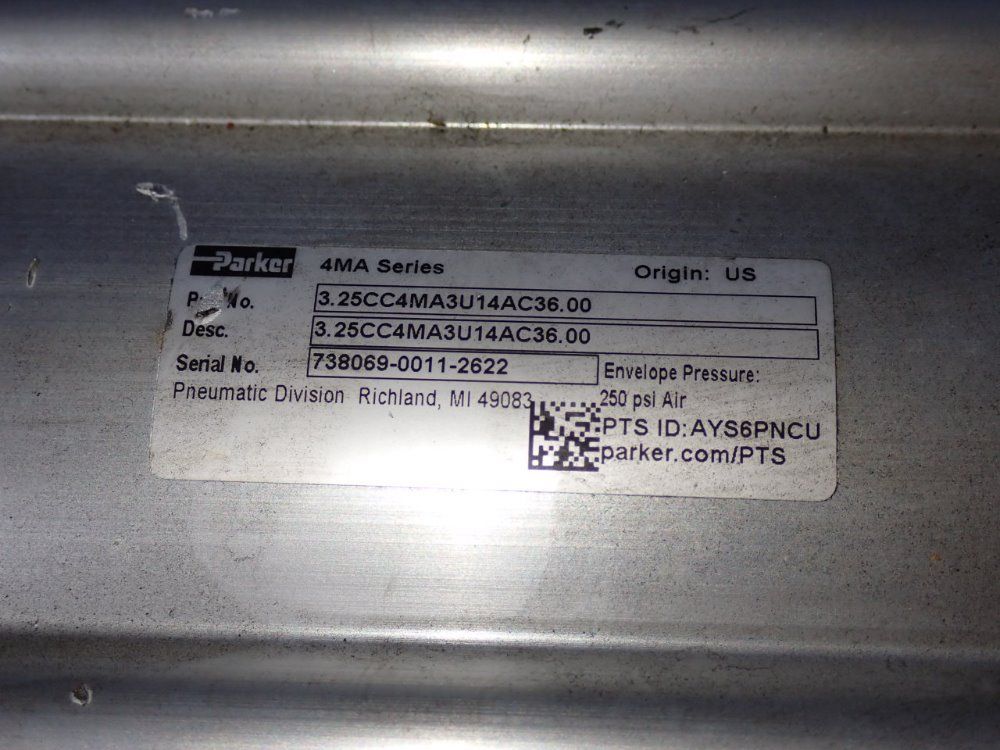 Parker 4MA Series Origin: US
Part No. 3.25CC4MA3U14AC36.00
Desc. 3.25CC4MA3U14AC36.00
Serial No. 738069-0011-2622 Envelope Pressure:
Pneumatic Division Richland, MI 49083 250 psi Air
PTS ID: AYS6PNCU
parker.com/PTS